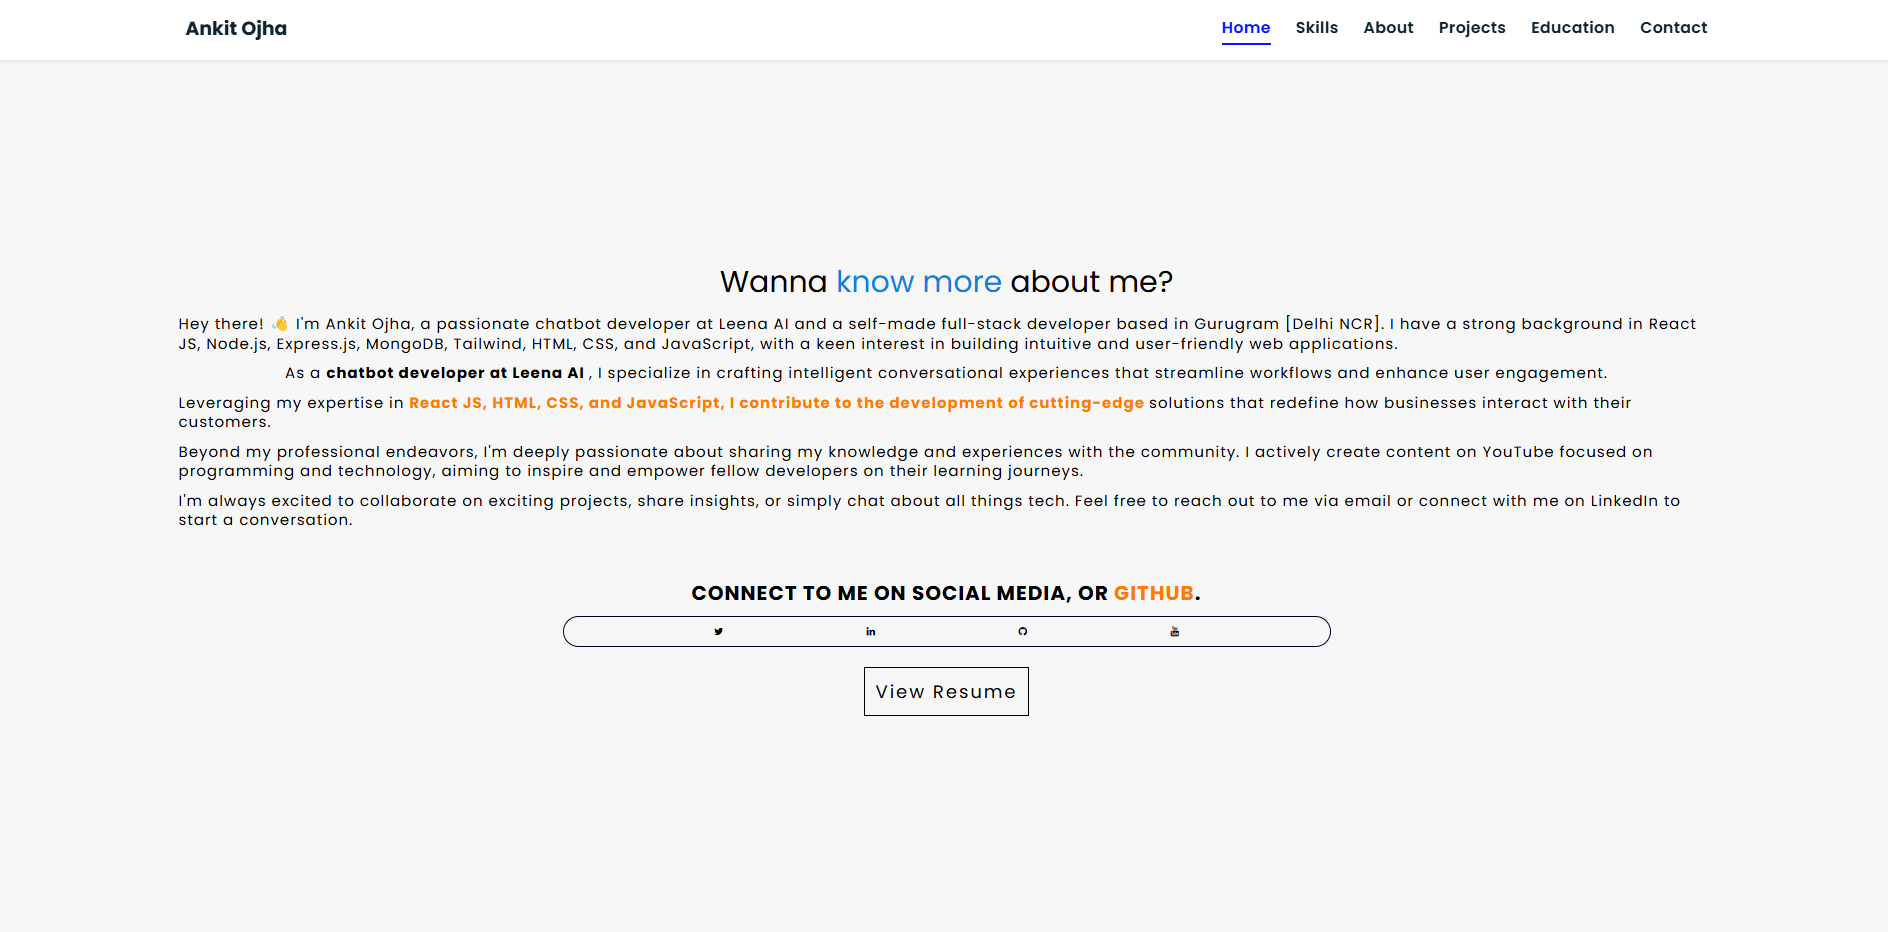 Ankit Ojha
Home Skills About Projects Education Contact
Wanna know more about me?
Hey there! 👋 I'm Ankit Ojha, a passionate chatbot developer at Leena AI and a self-made full-stack developer based in Gurugram [Delhi NCR]. I have a strong background in React
JS, Node.js, Express.js, MongoDB, Tailwind, HTML, CSS, and JavaScript, with a keen interest in building intuitive and user-friendly web applications.
As a chatbot developer at Leena AI , I specialize in crafting intelligent conversational experiences that streamline workflows and enhance user engagement.
Leveraging my expertise in React JS, HTML, CSS, and JavaScript, I contribute to the development of cutting-edge solutions that redefine how businesses interact with their
customers.
Beyond my professional endeavors, I'm deeply passionate about sharing my knowledge and experiences with the community. I actively create content on YouTube focused on
programming and technology, aiming to inspire and empower fellow developers on their learning journeys.
I'm always excited to collaborate on exciting projects, share insights, or simply chat about all things tech. Feel free to reach out to me via email or connect with me on LinkedIn to
start a conversation.
CONNECT TO ME ON SOCIAL MEDIA, OR GITHUB.
View Resume